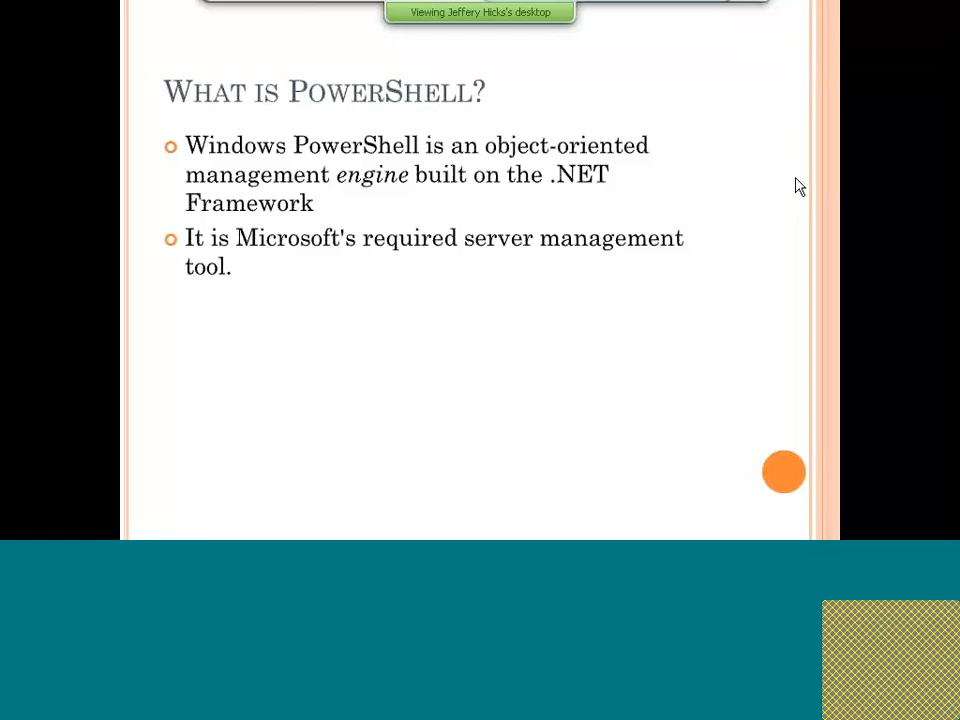 Viewing Jeffery Hicks's desktop
WHAT IS POWERSHELL?
Windows PowerShell is an object-oriented
management engine built on the .NET
Framework
It is Microsoft's required server management
tool.